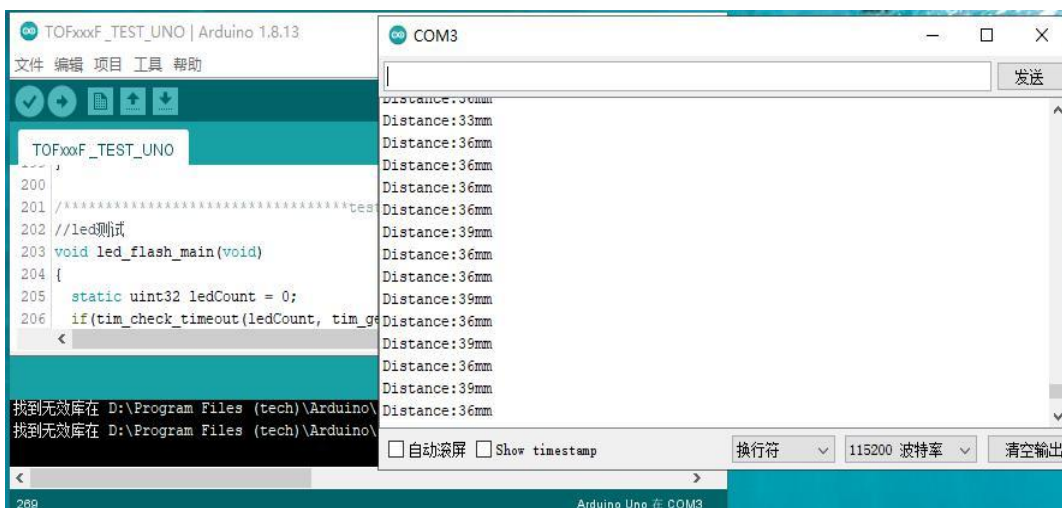 TOFxxxF_TEST_UNO | Arduino 1.8.13
文件 编辑 项目 工具 帮助
TOFxxxF_TEST_UNO
200
201 /**********************************test
202 //led测试
203 void led_flash_main(void)
204 {
205 static uint32 ledCount = 0;
206 if(tim_check_timeout(ledCount, tim_ge
找到无效库在 D:\Program Files (tech)\Arduino\
找到无效库在 D:\Program Files (tech)\Arduino\
269
Arduino Uno 在 COM3
COM3
发送
Distance:36mm
Distance:33mm
Distance:36mm
Distance:36mm
Distance:36mm
Distance:36mm
Distance:39mm
Distance:36mm
Distance:36mm
Distance:39mm
Distance:36mm
Distance:39mm
Distance:36mm
Distance:39mm
Distance:36mm
自动滚屏 Show timestamp
换行符
115200 波特率
清空输出